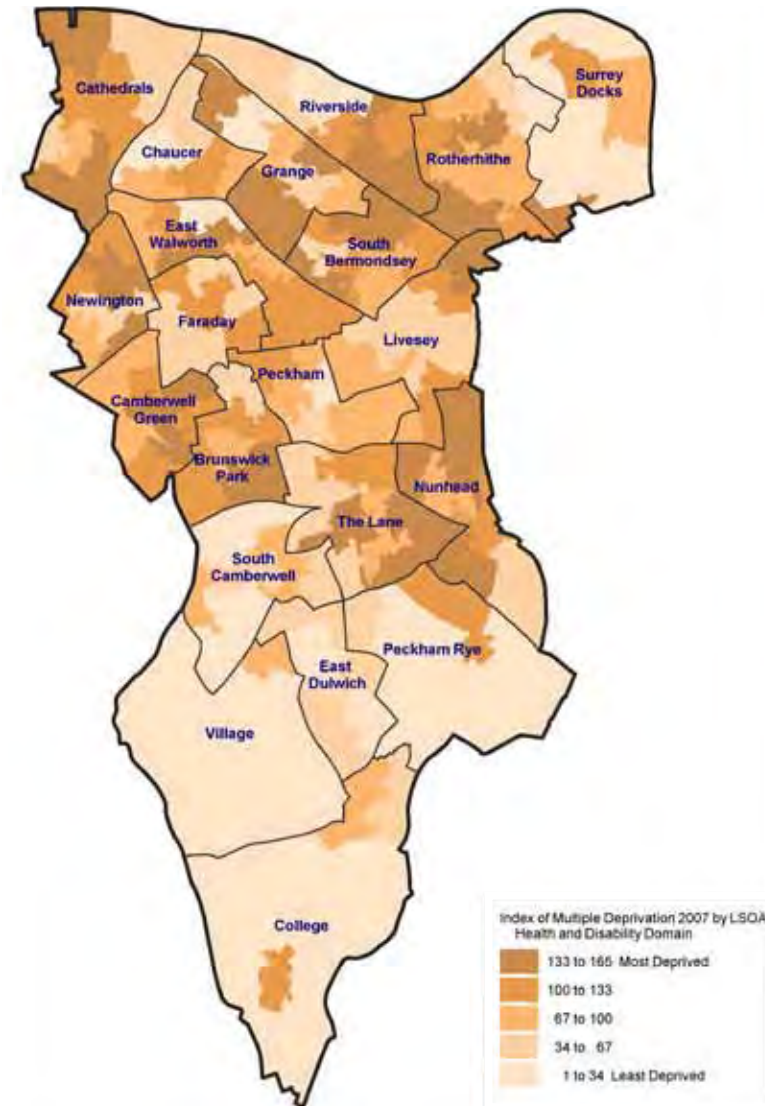 Cathedrals
Surrey
Docks
Riverside
Chaucer
Rotherhithe
Grange
East
Walworth
South
Bermondsey
Newington
Faraday
Livesey
Peckham
Camberwell
Green
Brunswick
Park
Nunhead
The Lane
South
Camberwell
Peckham Rye
East
Dulwich
Village
College
Index of Multiple Deprivation 2007 by LSOA
Health and Disability Domain
133 to 165 Most Deprived
100 to 133
67 to 100
34 to 67
1 to 34 Least Deprived